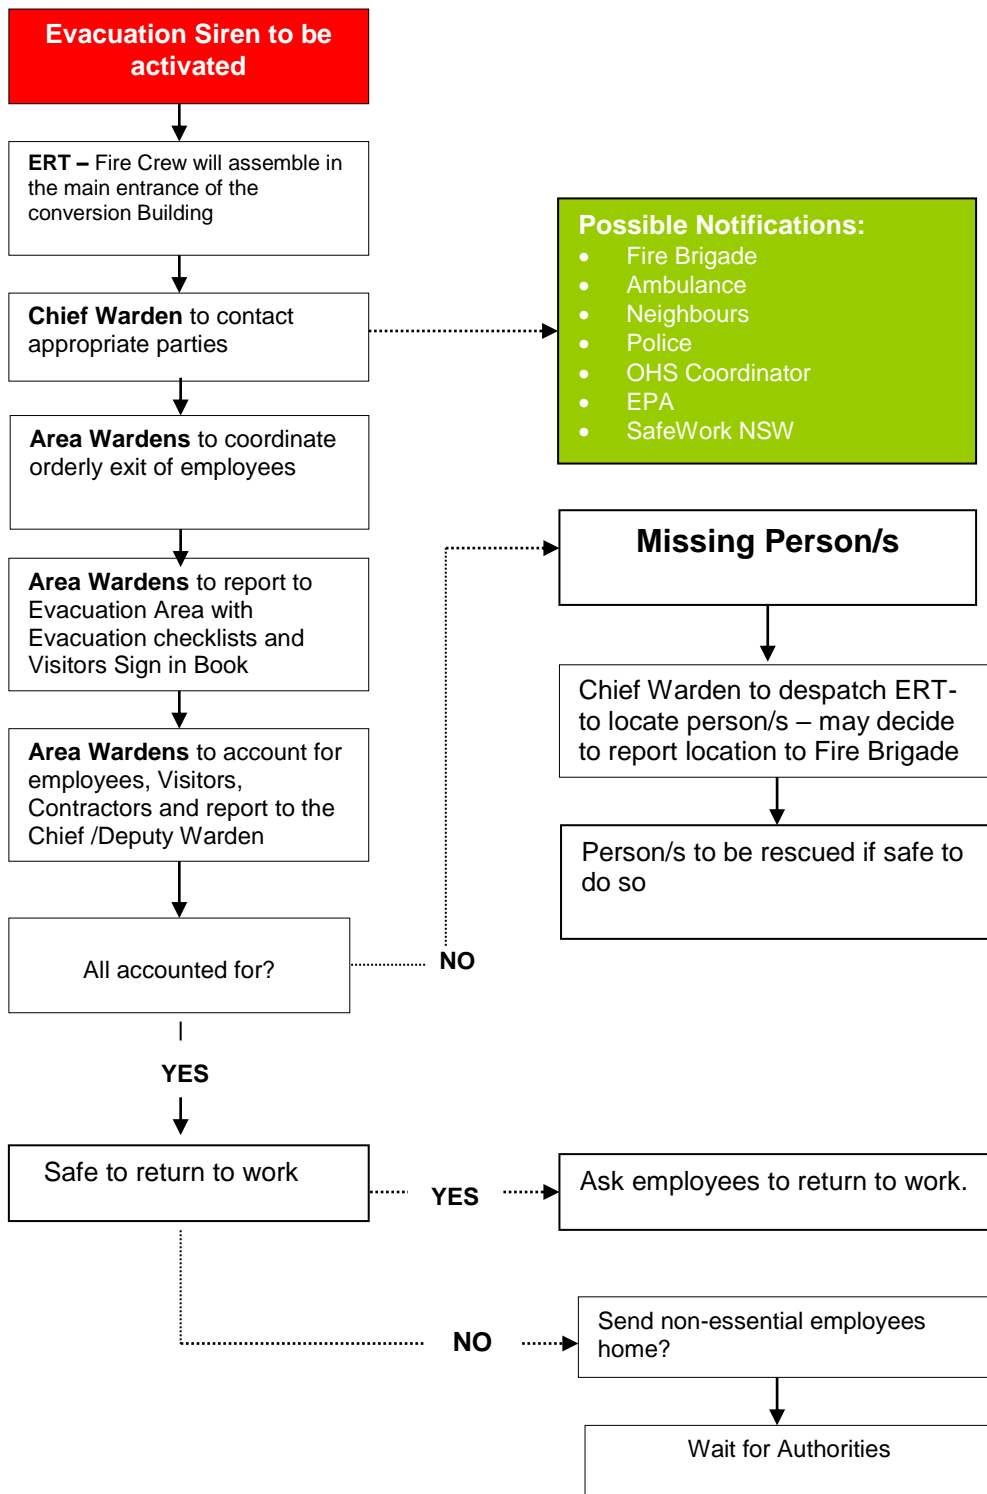 Evacuation Siren to be
activated
ERT – Fire Crew will assemble in
the main entrance of the
conversion Building
Possible Notifications:
• Fire Brigade
• Ambulance
• Neighbours
• Police
• OHS Coordinator
• EPA
• SafeWork NSW
Chief Warden to contact
appropriate parties
Area Wardens to coordinate
orderly exit of employees
Missing Person/s
Area Wardens to report to
Evacuation Area with
Evacuation checklists and
Visitors Sign in Book
Chief Warden to despatch ERT-
to locate person/s – may decide
to report location to Fire Brigade
Area Wardens to account for
employees, Visitors,
Contractors and report to the
Chief /Deputy Warden
Person/s to be rescued if safe to
do so
All accounted for?
NO
YES
Safe to return to work
YES
Ask employees to return to work.
NO
Send non-essential employees
home?
Wait for Authorities